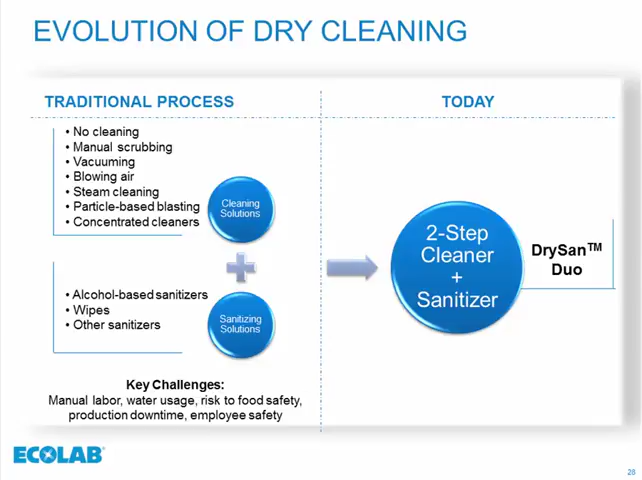 EVOLUTION OF DRY CLEANING
TRADITIONAL PROCESS
• No cleaning
• Manual scrubbing
• Vacuuming
• Blowing air
• Steam cleaning
• Particle-based blasting
• Concentrated cleaners
Cleaning
Solutions
• Alcohol-based sanitizers
• Wipes
• Other sanitizers
Sanitizing
Solutions
Key Challenges:
Manual labor, water usage, risk to food safety,
production downtime, employee safety
TODAY
2-Step
Cleaner
+
Sanitizer
DrySan™
Duo
ECOLAB®
28